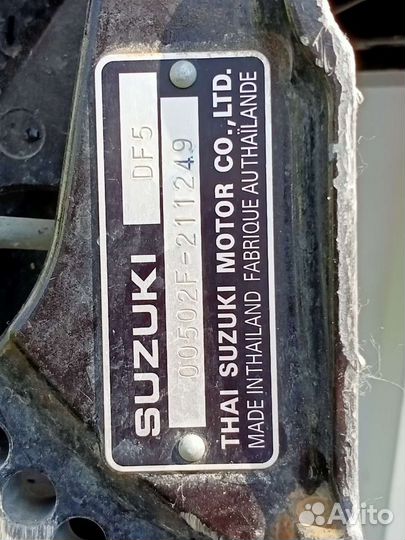 SUZUKI DF5
00502F-211249
THAI SUZUKI MOTOR CO.,LTD.
MADE IN THAILAND FABRIQUE AU THAÏLANDE
Avito